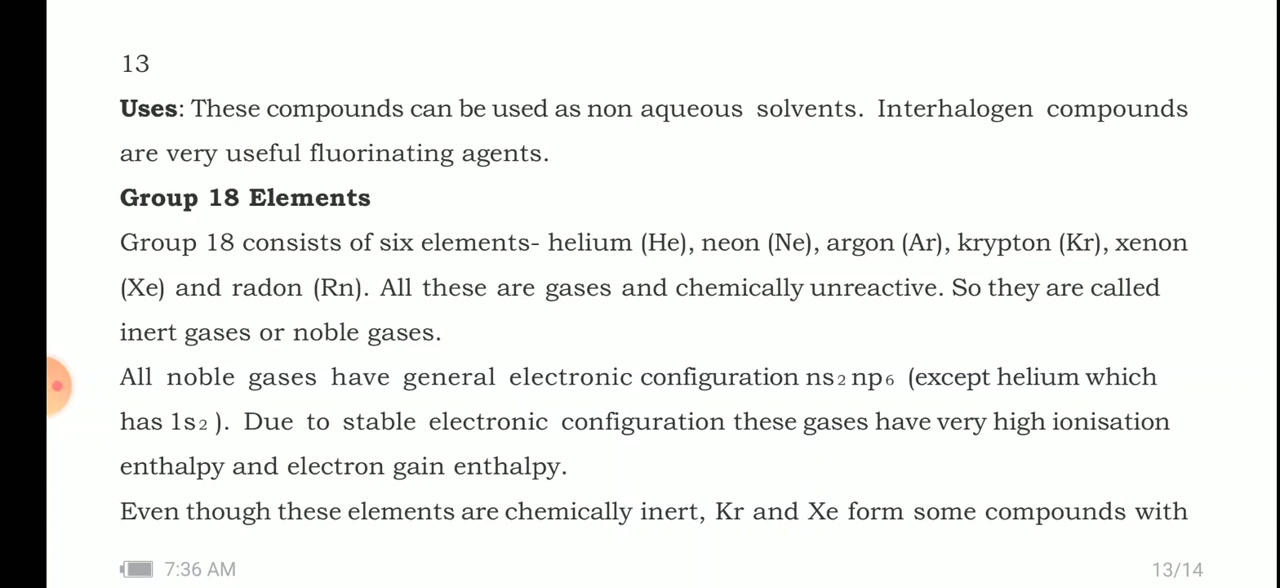 13
Uses: These compounds can be used as non aqueous solvents. Interhalogen compounds
are very useful fluorinating agents.
Group 18 Elements
Group 18 consists of six elements- helium (He), neon (Ne), argon (Ar), krypton (Kr), xenon
(Xe) and radon (Rn). All these are gases and chemically unreactive. So they are called
inert gases or noble gases.
All noble gases have general electronic configuration ns₂ np₆ (except helium which
has 1s₂ ). Due to stable electronic configuration these gases have very high ionisation
enthalpy and electron gain enthalpy.
Even though these elements are chemically inert, Kr and Xe form some compounds with
7:36 AM 13/14